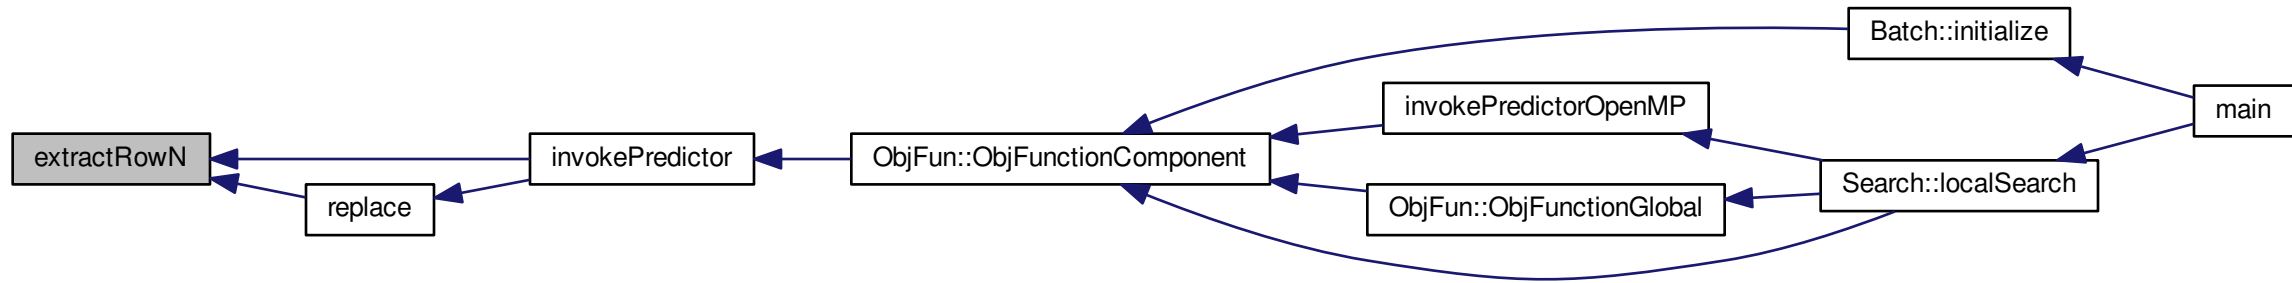 extractRowN
replace
invokePredictor
ObjFun::ObjFunctionComponent
Batch::initialize
invokePredictorOpenMP
ObjFun::ObjFunctionGlobal
Search::localSearch
main